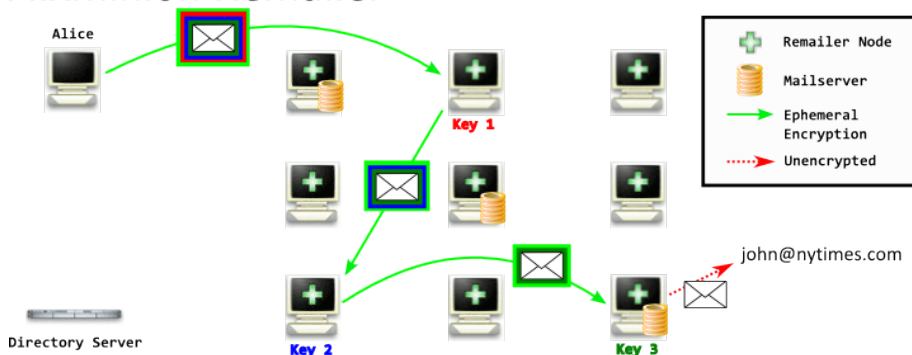 Alice
Key 1
Key 2
Key 3
Directory Server
john@nytimes.com
Remailer Node
Mailserver
Ephemeral
Encryption
Unencrypted